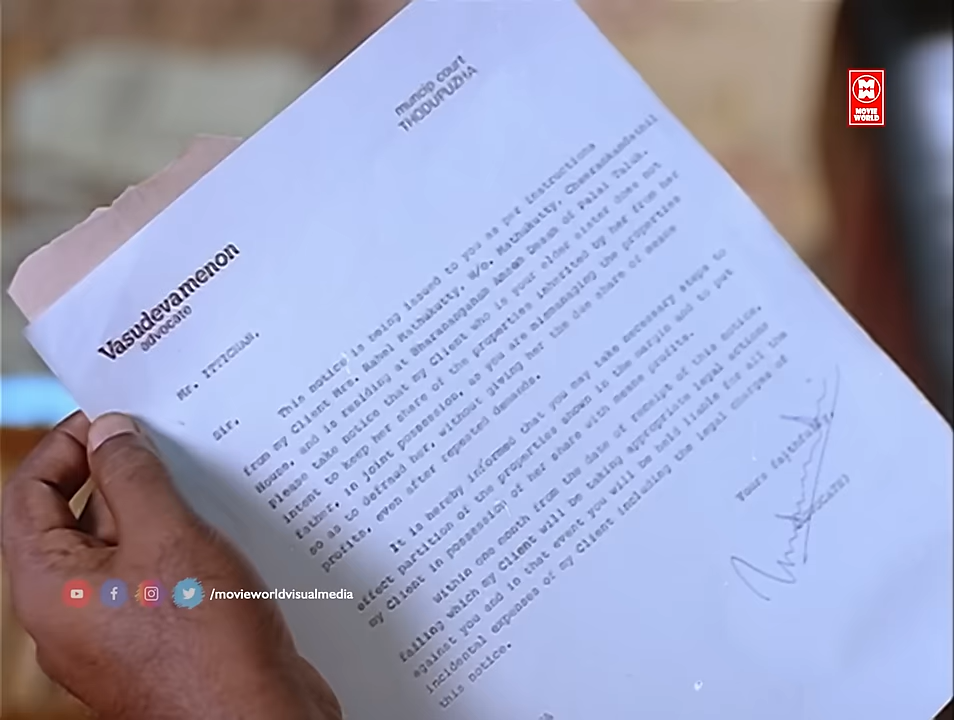 Vasudevamenon
advocate
muncip court
THODUPUZHA
Mr. ITTICHAN,
Sir,
This notice is being issued to you as per instructions
from my Client Mrs. Rahel Mathukutty, W/o. Mathukutty,
House, and is residing at Bharananganam Amsam Desam of Palai Taluk.
Please take notice that my Client who is your elder sister does not
intent to keep her share of the properties inherited by her from her
father, in joint possession, as you are mismanaging the properties
so as to defraud her, without giving her the due share of mesne
profits, even after repeated demands.
It is hereby informed that you may take necessary steps to
effect partition of the properties shown in the margin and to put
my Client in possession of her share with mesne profits.
Within one month from the date of receipt of this notice,
failing which my Client will be taking appropriate legal actions
against you and in that event you will be held liable for all the
incidental expenses of my Client including the legal charges of
this notice.
Yours faithfully,
MOVIE
WORLD
/movieworldvisualmedia